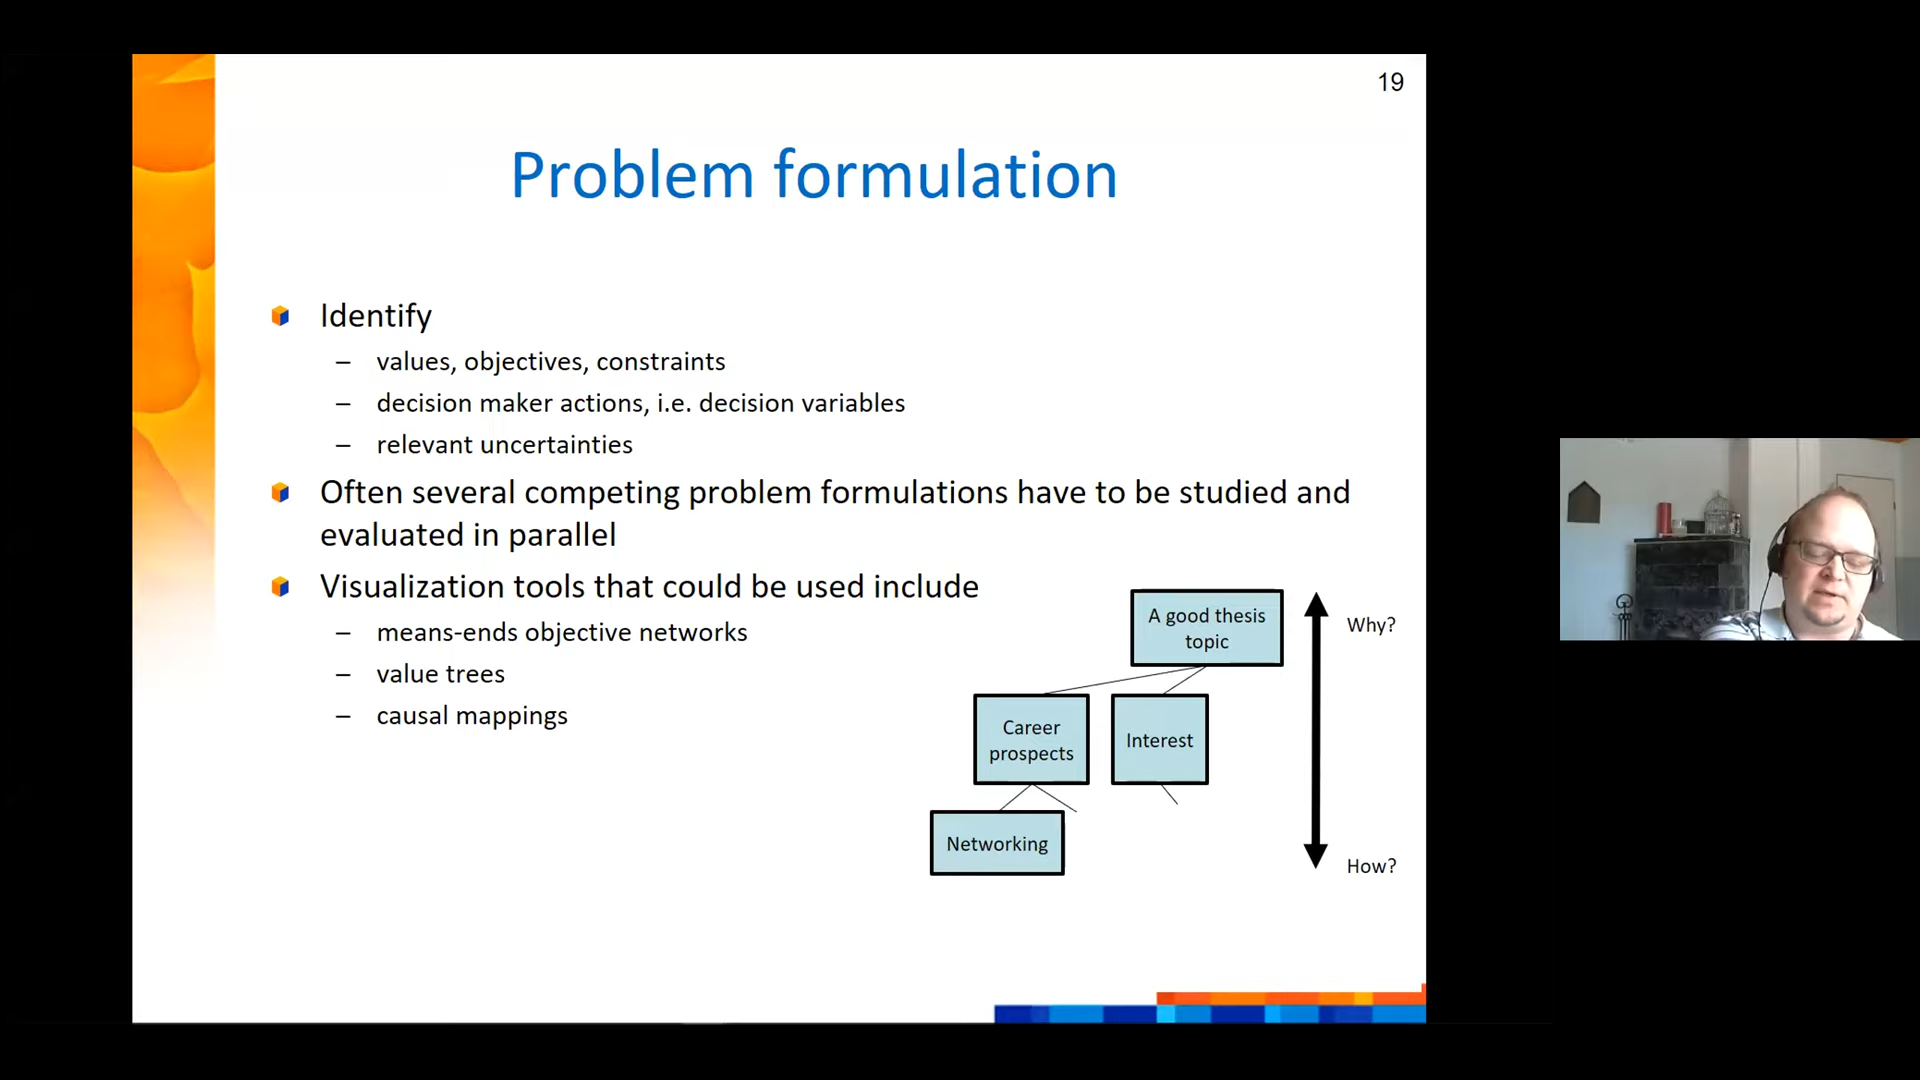 19
Problem formulation
Identify
– values, objectives, constraints
– decision maker actions, i.e. decision variables
– relevant uncertainties
Often several competing problem formulations have to be studied and
evaluated in parallel
Visualization tools that could be used include
– means-ends objective networks
– value trees
– causal mappings
A good thesis
topic
Why?
Career
prospects
Interest
Networking
How?